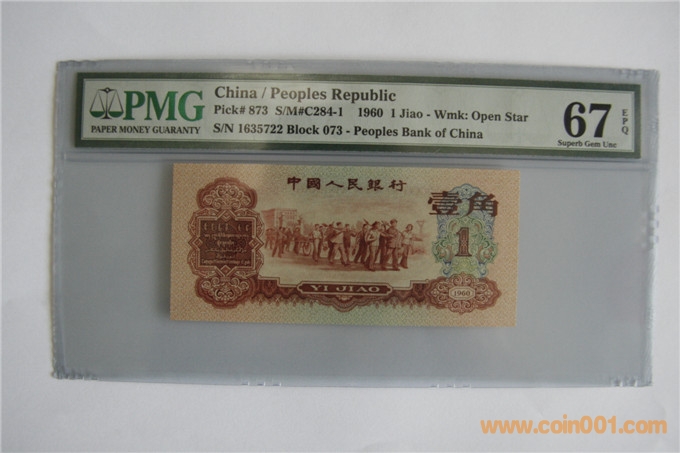 PMG
PAPER MONEY GUARANTY
China / Peoples Republic
Pick# 873 S/M#C284-1 1960 1 Jiao - Wmk: Open Star
S/N 1635722 Block 073 - Peoples Bank of China
67
EPQ
Superb Gem Unc
中國人民銀行
壹角
1
YI JIAO
1960
www.coin001.com